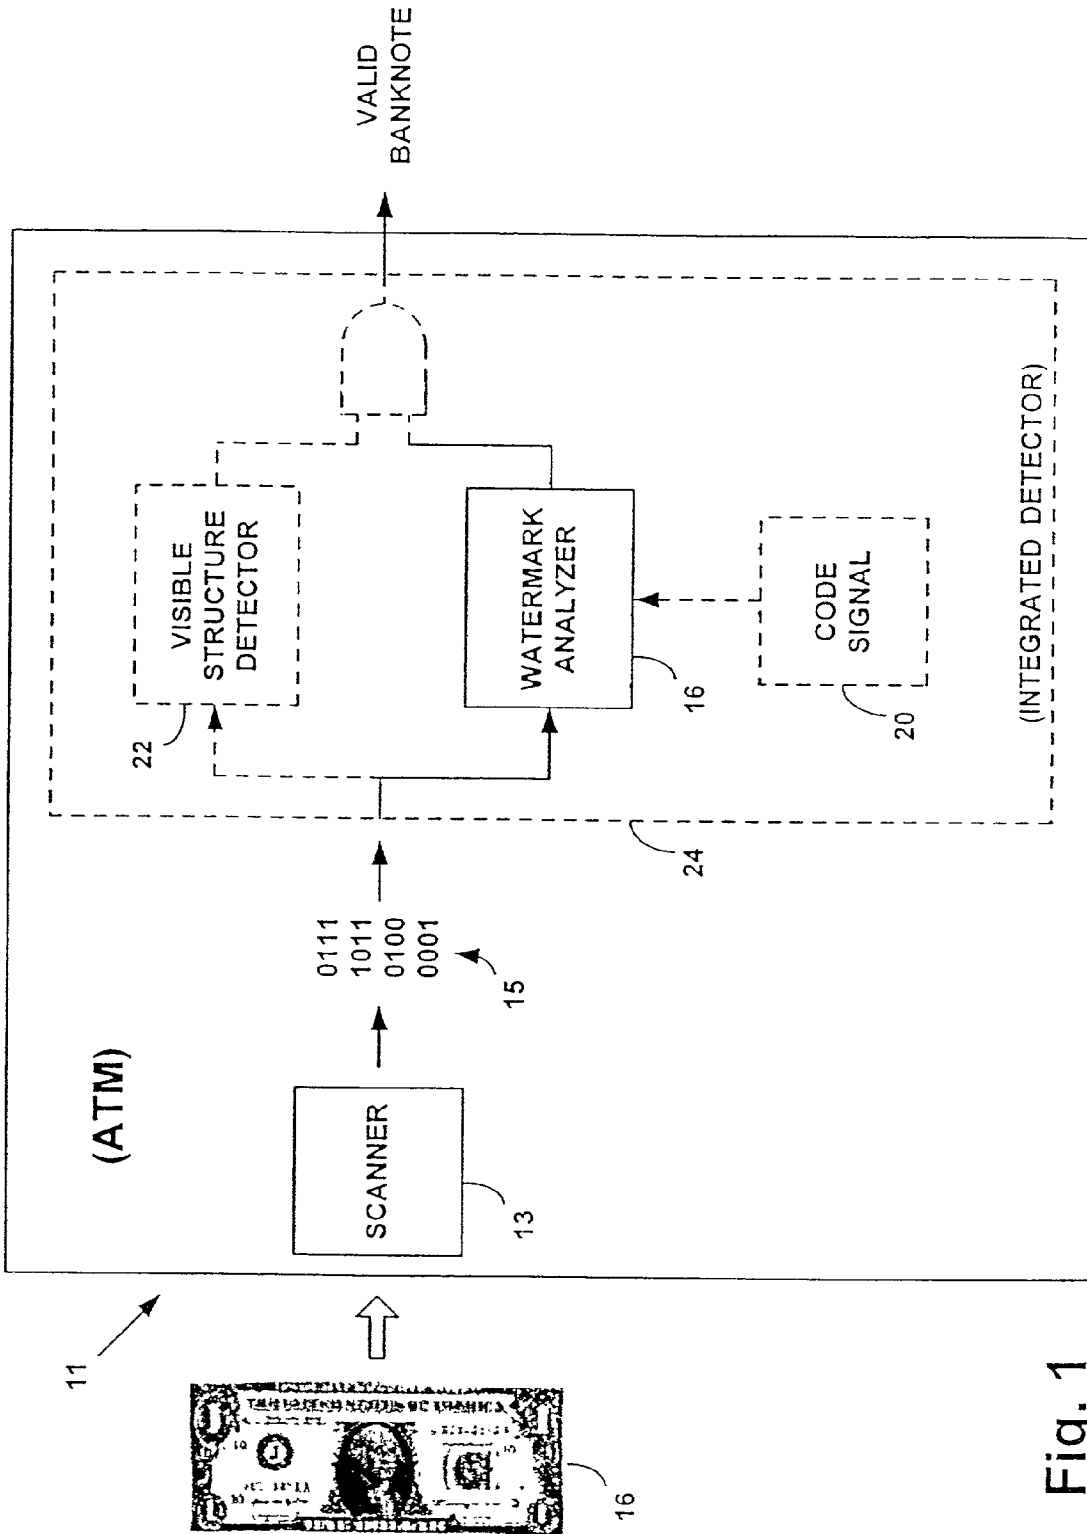 11
(ATM)
16
SCANNER
13
0111
1011
0100
0001
15
24
VISIBLE
STRUCTURE
DETECTOR
22
WATERMARK
ANALYZER
16
CODE
SIGNAL
20
(INTEGRATED DETECTOR)
VALID
BANKNOTE
Fig. 1